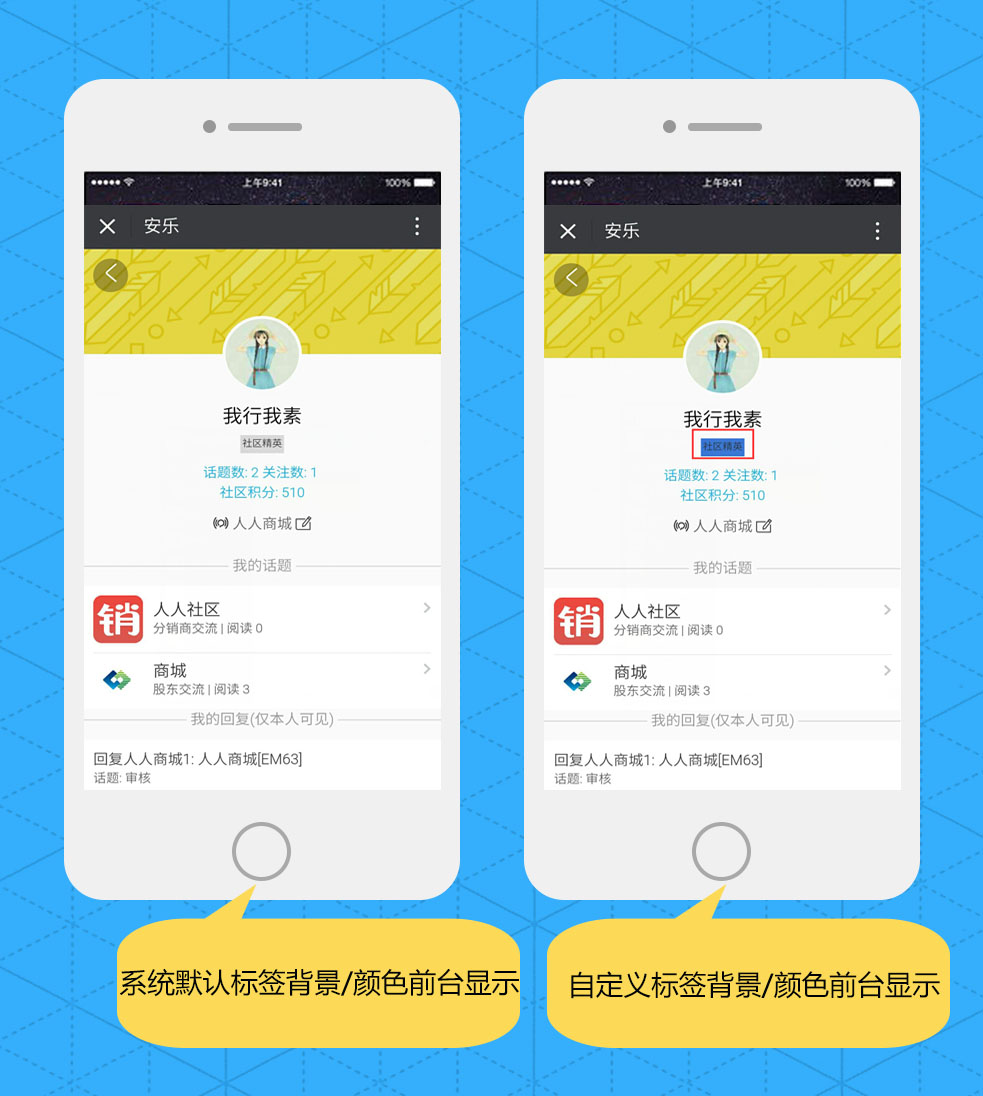 上午9:41
100%
安乐
我行我素
社区精英
话题数: 2 关注数: 1
社区积分: 510
人人商城
我的话题
销
人人社区
分销商交流 | 阅读 0
商城
股东交流 | 阅读 3
我的回复(仅本人可见)
回复人人商城1: 人人商城[EM63]
话题: 审核
系统默认标签背景/颜色前台显示
上午9:41
100%
安乐
我行我素
社区精英
话题数: 2 关注数: 1
社区积分: 510
人人商城
我的话题
销
人人社区
分销商交流 | 阅读 0
商城
股东交流 | 阅读 3
我的回复(仅本人可见)
回复人人商城1: 人人商城[EM63]
话题: 审核
自定义标签背景/颜色前台显示